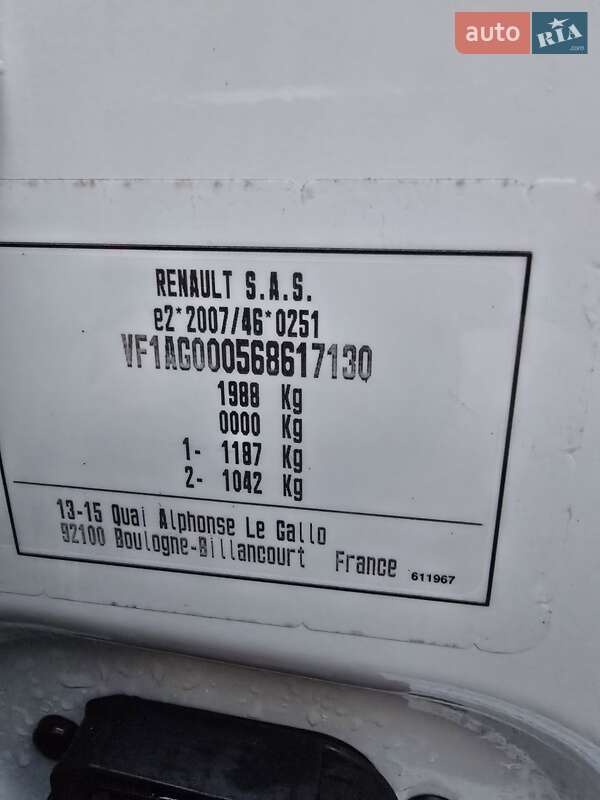 auto RIA .com
RENAULT S.A.S.
e2*2007/46*0251
VF1AG000568617130
1988 Kg
0000 Kg
1- 1187 Kg
2- 1042 Kg
13-15 Quai Alphonse Le Gallo
92100 Boulogne-Billancourt France
611967